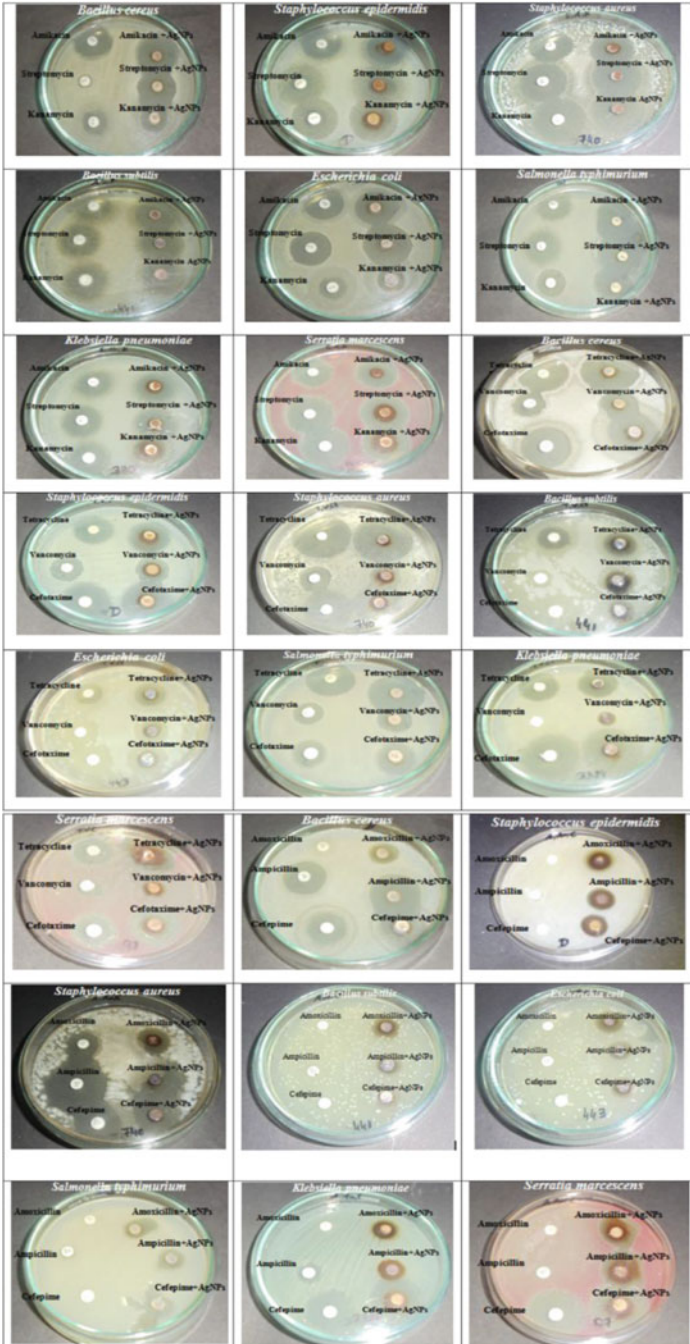 Bacillus cereus
Amikacin
Amikacin +AgNPs
Streptomycin
Streptomycin +AgNPs
Kanamycin
Kanamycin +AgNPs
Staphylococcus epidermidis
Amikacin
Amikacin +AgNPs
Streptomycin
Streptomycin +AgNPs
Kanamycin
Kanamycin +AgNPs
Staphylococcus aureus
Amikacin
Amikacin +AgNPs
Streptomycin
Streptomycin +AgNPs
Kanamycin
Kanamycin AgNPs
740
Bacillus subtilis
Amikacin
Amikacin +AgNPs
Streptomycin
Streptomycin +AgNPs
Kanamycin
Kanamycin AgNPs
441
Escherichia coli
Amikacin
Amikacin +AgNPs
Streptomycin
Streptomycin +AgNPs
Kanamycin
Kanamycin +AgNPs
Salmonella typhimurium
Amikacin
Amikacin +AgNPs
Streptomycin
Streptomycin +AgNPs
Kanamycin
Kanamycin +AgNPs
Klebsiella pneumoniae
Amikacin
Amikacin +AgNPs
Streptomycin
Streptomycin +AgNPs
Kanamycin
Kanamycin +AgNPs
Serratia marcescens
Amikacin
Amikacin +AgNPs
Streptomycin
Streptomycin +AgNPs
Kanamycin
Kanamycin +AgNPs
Bacillus cereus
Tetracyclin
Tetracycline+AgNPs
Vancomycin
Vancomycin+AgNPs
Cefotaxime
Cefotaxime+AgNPs
Staphylococcus epidermidis
Tetracycline
Tetracycline+AgNPs
Vancomycin
Vancomycin+AgNPs
Cefotaxime
Cefotaxime+AgNPs
D
Staphylococcus aureus
Tetracycline
Tetracycline+AgNPs
Vancomycin
Vancomycin+AgNPs
Cefotaxime
Cefotaxime+AgNPs
740
Bacillus subtilis
Tetracycline
Tetracycline+AgNPs
Vancomycin
Vancomycin+AgNPs
Cefotaxime
Cefotaxime+AgNPs
441
Escherichia coli
Tetracycline
Tetracycline+AgNPs
Vancomycin
Vancomycin+AgNPs
Cefotaxime
Cefotaxime+AgNPs
443
Salmonella typhimurium
Tetracycline
Tetracycline+AgNPs
Vancomycin
Vancomycin+AgNPs
Cefotaxime
Cefotaxime+AgNPs
Klebsiella pneumoniae
Tetracycline
Tetracycline+AgNPs
Vancomycin
Vancomycin+AgNPs
Cefotaxime
Cefotaxime+AgNPs
Serratia marcescens
Tetracycline
Tetracycline+AgNPs
Vancomycin
Vancomycin+AgNPs
Cefotaxime
Cefotaxime+AgNPs
Bacillus cereus
Amoxicillin
Amoxicillin+AgNPs
Ampicillin
Ampicillin+AgNPs
Cefepime
Cefepime+AgNPs
Staphylococcus epidermidis
Amoxicillin
Amoxicillin+AgNPs
Ampicillin
Ampicillin+AgNPs
Cefepime
Cefepime+AgNPs
D
Staphylococcus aureus
Amoxicillin
Amoxicillin+AgNPs
Ampicillin
Ampicillin+AgNPs
Cefepime
Cefepime+AgNPs
740
Bacillus subtilis
Amoxicillin
Amoxicillin+AgNPs
Ampicillin
Ampicillin+AgNPs
Cefepime
Cefepime+AgNPs
441
Escherichia coli
Amoxicillin
Amoxicillin+AgNPs
Ampicillin
Ampicillin+AgNPs
Cefepime
Cefepime+AgNPs
443
Salmonella typhimurium
Amoxicillin
Amoxicillin+AgNPs
Ampicillin
Ampicillin+AgNPs
Cefepime
Cefepime+AgNPs
Klebsiella pneumoniae
Amoxicillin
Amoxicillin+AgNPs
Ampicillin
Ampicillin+AgNPs
Cefepime
Cefepime+AgNPs
Serratia marcescens
Amoxicillin
Amoxicillin+AgNPs
Ampicillin
Ampicillin+AgNPs
Cefepime
Cefepime+AgNPs